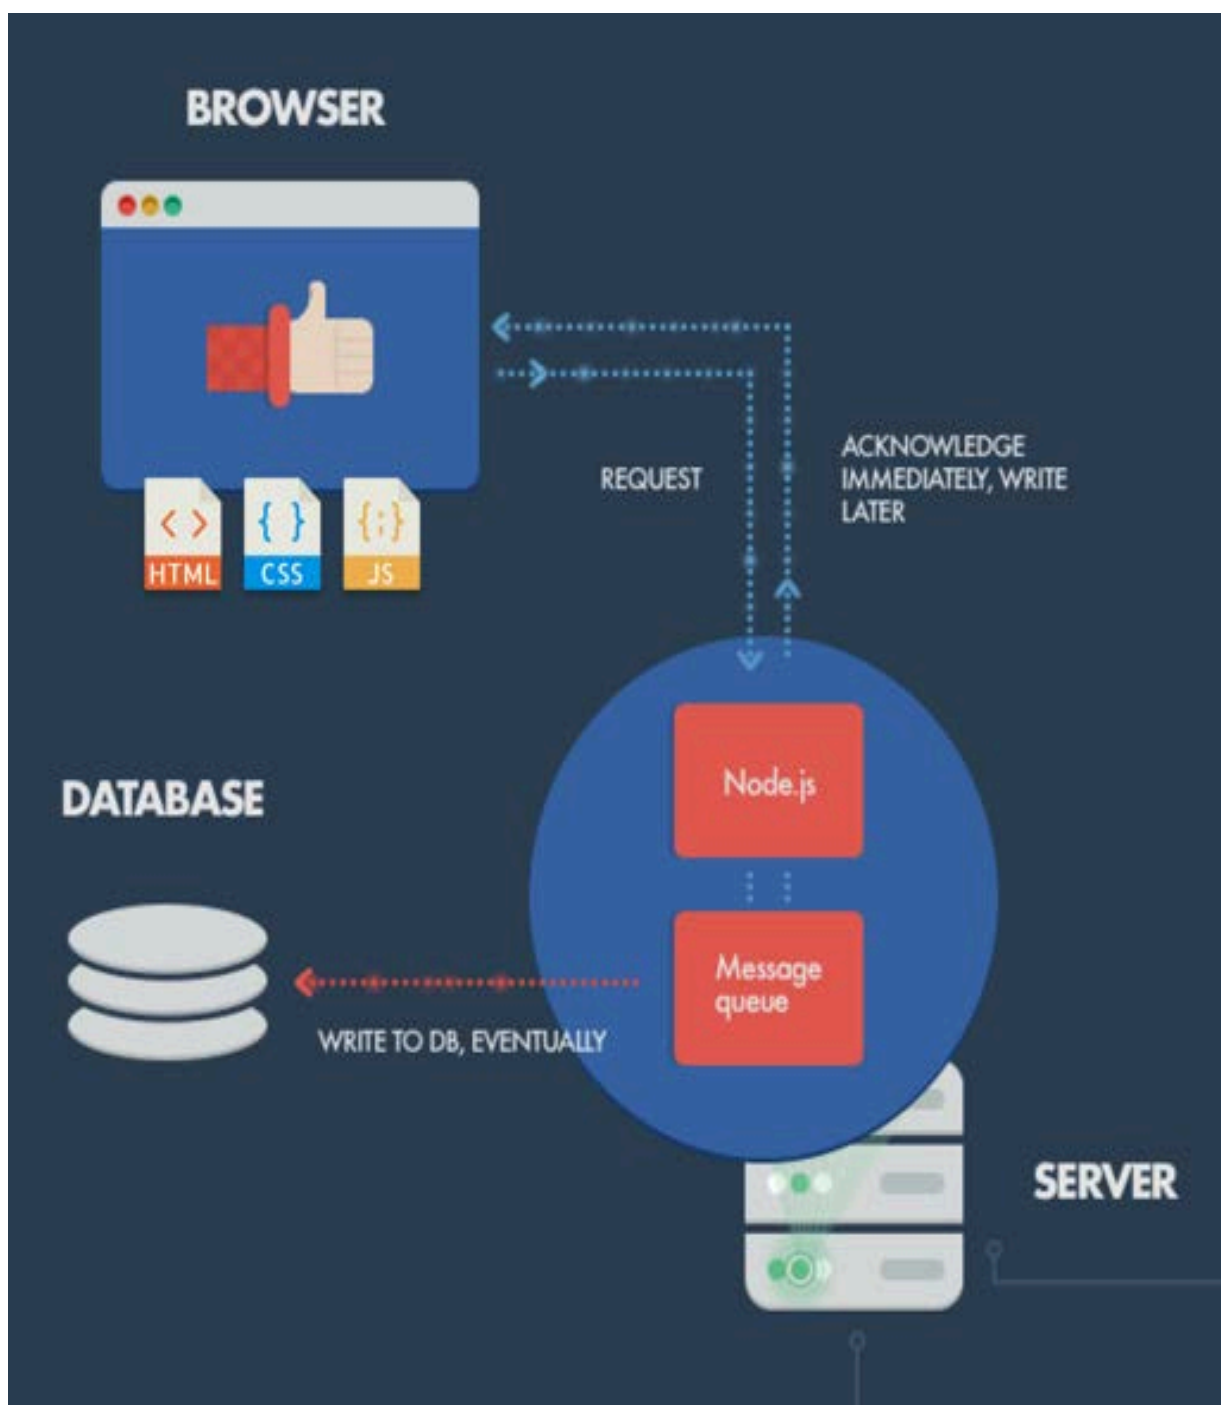 BROWSER
< >
HTML
{ }
CSS
{;}
JS
REQUEST
ACKNOWLEDGE
IMMEDIATELY, WRITE
LATER
Node.js
DATABASE
Message
queue
WRITE TO DB, EVENTUALLY
SERVER